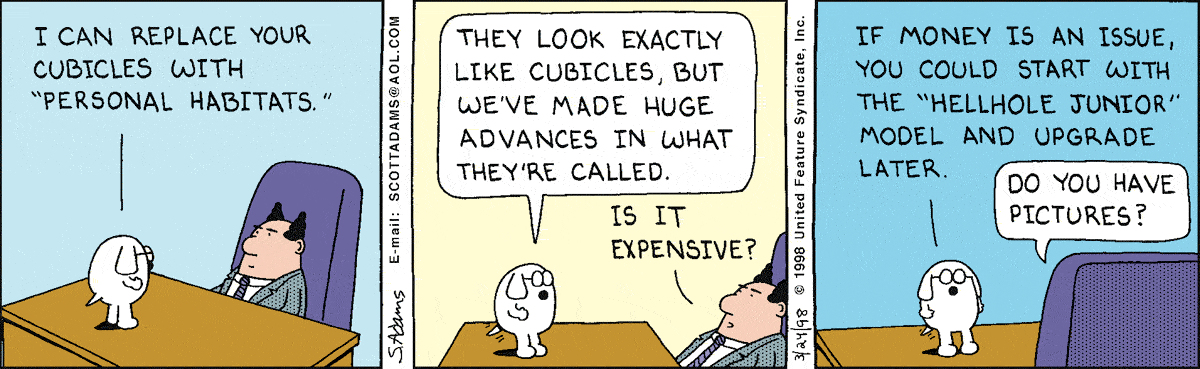 I CAN REPLACE YOUR
CUBICLES WITH
"PERSONAL HABITATS."
S.Adams
E-mail: SCOTTADAMS@AOL.COM
THEY LOOK EXACTLY
LIKE CUBICLES, BUT
WE'VE MADE HUGE
ADVANCES IN WHAT
THEY'RE CALLED.
IS IT
EXPENSIVE?
3/24/98 © 1998 United Feature Syndicate, Inc.
IF MONEY IS AN ISSUE,
YOU COULD START WITH
THE "HELLHOLE JUNIOR"
MODEL AND UPGRADE
LATER.
DO YOU HAVE
PICTURES?